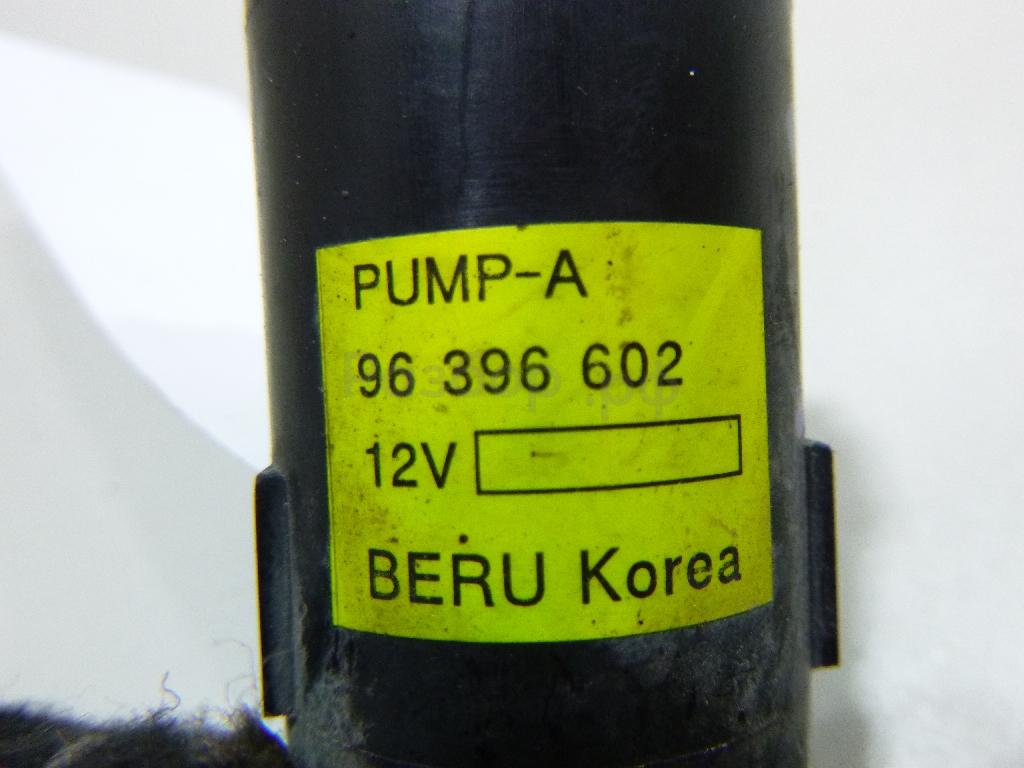 PUMP-A
96 396 602
12V
BERU Korea